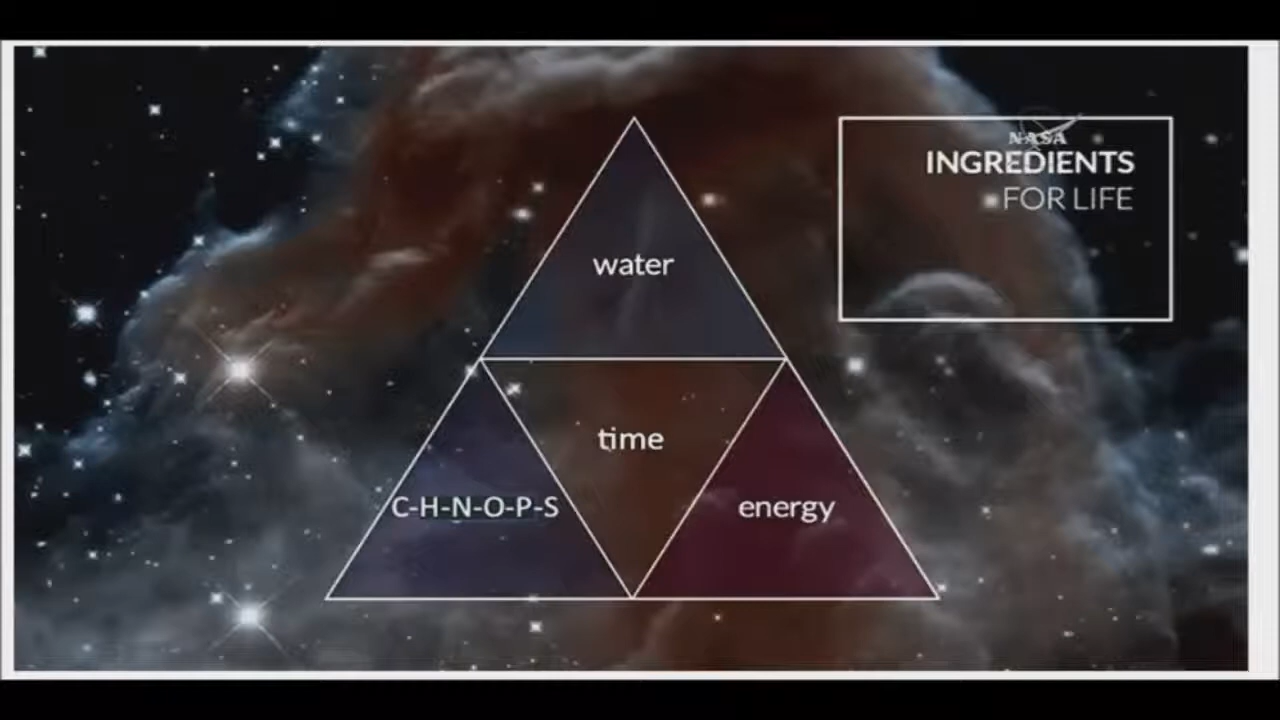 NASA
INGREDIENTS
FOR LIFE
water
time
C-H-N-O-P-S
energy